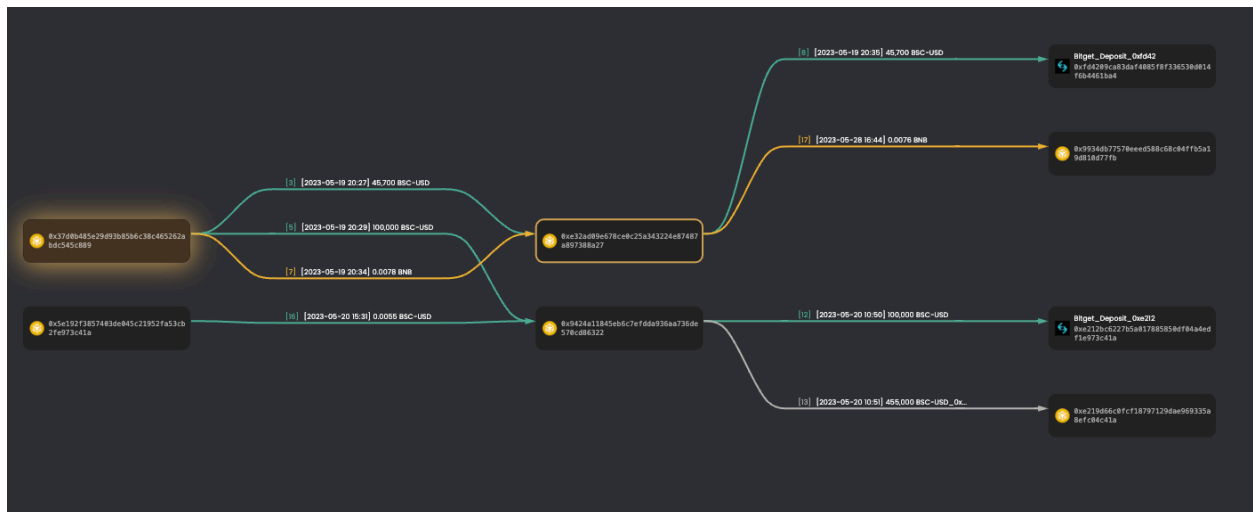 [6] [2023-05-19 20:35] 45,700 BSC-USD
Bitget_Deposit_0xfd42
0xfd4209ca83daf4085f8f336530d014
f6b4461ba4
[17] [2023-05-28 16:44] 0.0076 BNB
0x9934db77570eeed588c68c04ffb5a1
9d810d77fb
[3] [2023-05-19 20:27] 45,700 BSC-USD
[5] [2023-05-19 20:29] 100,000 BSC-USD
0x37d0b485e29d93b85b6c38c465262a
bdc545c889
0xe32ad09e678ce0c25a343224e87487
a897388a27
[7] [2023-05-19 20:34] 0.0078 BNB
[16] [2023-05-20 15:31] 0.0055 BSC-USD
0x5e192f3857403de045c21952fa53cb
2fe973c41a
0x9424a11845eb6c7efdda936aa736de
570cd86322
[12] [2023-05-20 10:50] 100,000 BSC-USD
Bitget_Deposit_0xe212
0xe212bc6227b5a017885850df04a4ed
f1e973c41a
[13] [2023-05-20 10:51] 455,000 BSC-USD_0x...
0xe219d66c0fcf18797129dae969335a
8efc04c41a